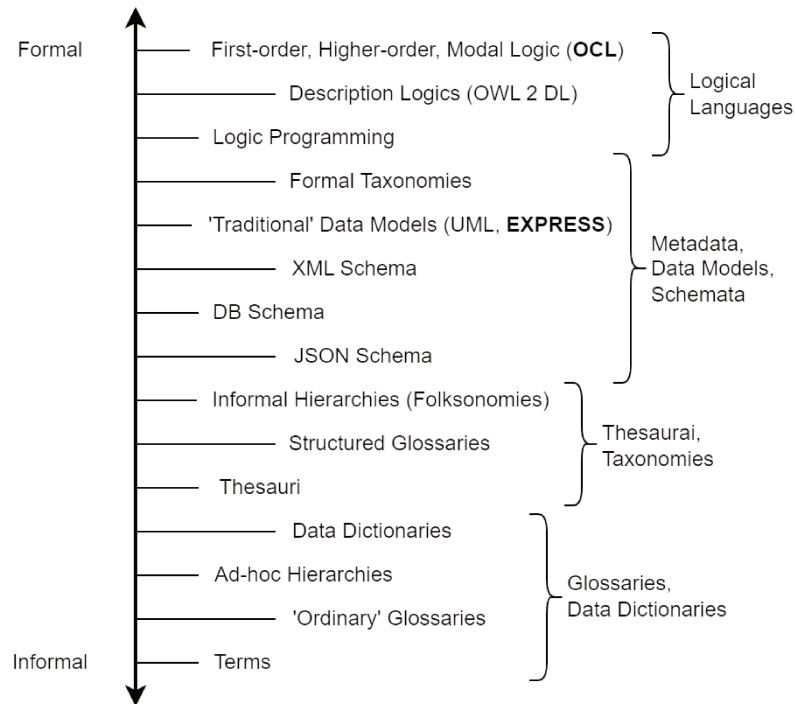 Formal
First-order, Higher-order, Modal Logic (OCL)
Description Logics (OWL 2 DL)
Logic Programming
Logical
Languages
Formal Taxonomies
'Traditional' Data Models (UML, EXPRESS)
XML Schema
DB Schema
JSON Schema
Metadata,
Data Models,
Schemata
Informal Hierarchies (Folksonomies)
Structured Glossaries
Thesauri
Thesaurai,
Taxonomies
Data Dictionaries
Ad-hoc Hierarchies
'Ordinary' Glossaries
Glossaries,
Data Dictionaries
Informal
Terms